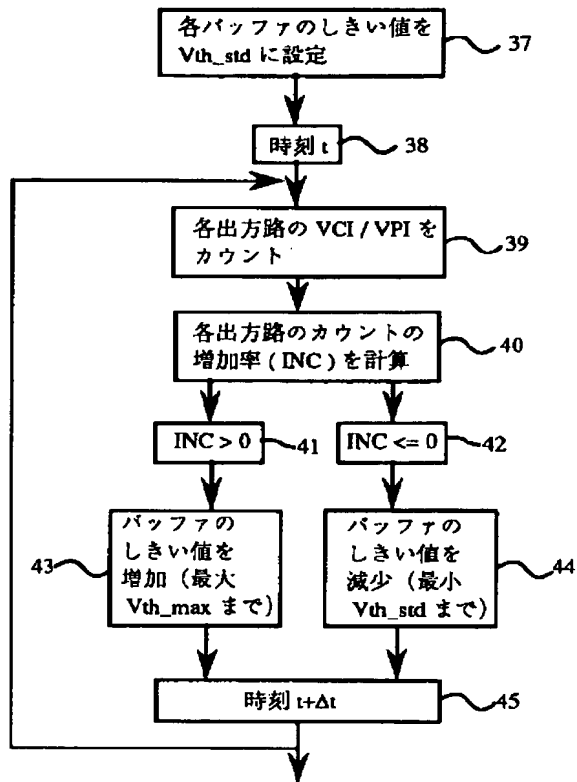 各バッファのしきい値を
Vth_std に設定
37
時刻 t
38
各出方路の VCI / VPI を
カウント
39
各出方路のカウントの
増加率 ( INC ) を計算
40
INC > 0
41
INC <= 0
42
バッファの
しきい値を
増加（最大
Vth_max まで）
43
バッファの
しきい値を
減少（最小
Vth_std まで）
44
時刻 t+Δt
45